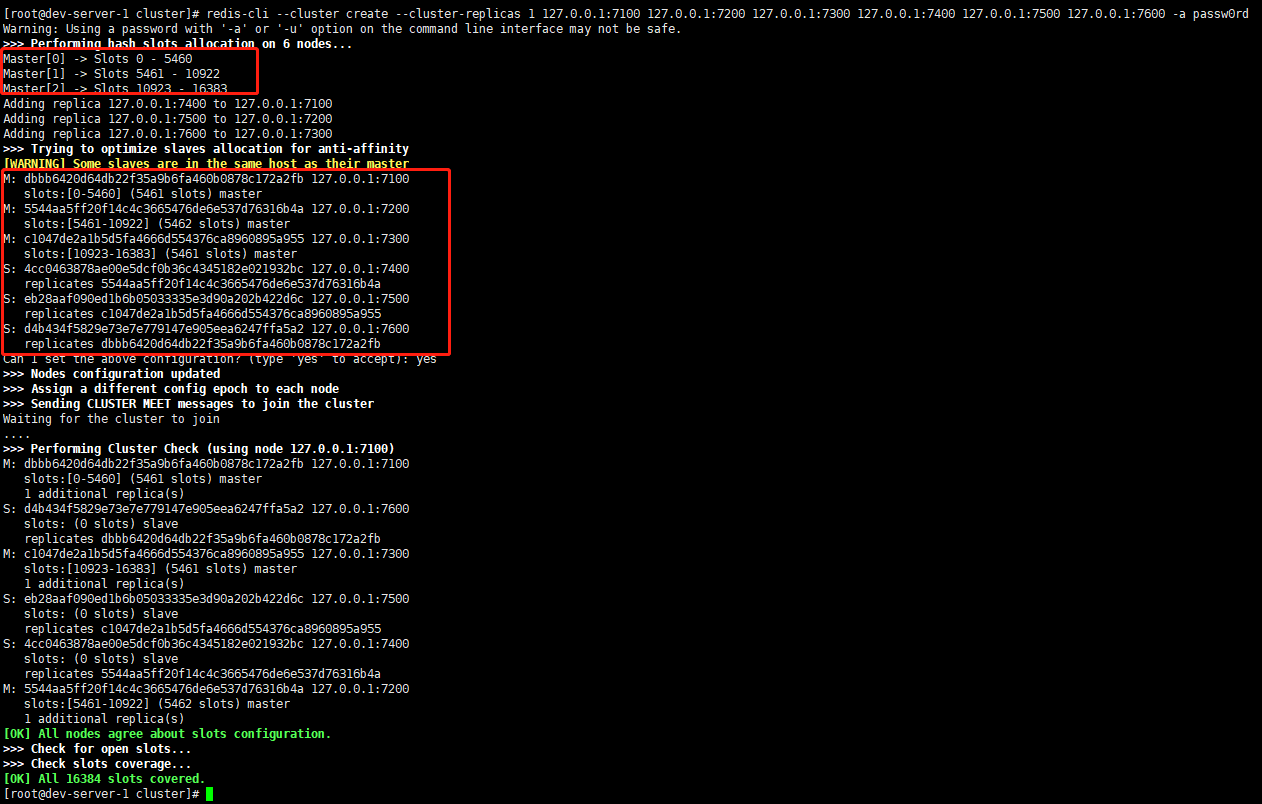 [root@dev-server-1 cluster]# redis-cli --cluster create --cluster-replicas 1 127.0.0.1:7100 127.0.0.1:7200 127.0.0.1:7300 127.0.0.1:7400 127.0.0.1:7500 127.0.0.1:7600 -a passw0rd
Warning: Using a password with '-a' or '-u' option on the command line interface may not be safe.
>>> Performing hash slots allocation on 6 nodes...
Master[0] -> Slots 0 - 5460
Master[1] -> Slots 5461 - 10922
Master[2] -> Slots 10923 - 16383
Adding replica 127.0.0.1:7400 to 127.0.0.1:7100
Adding replica 127.0.0.1:7500 to 127.0.0.1:7200
Adding replica 127.0.0.1:7600 to 127.0.0.1:7300
>>> Trying to optimize slaves allocation for anti-affinity
[WARNING] Some slaves are in the same host as their master
M: dbbb6420d64db22f35a9b6fa460b0878c172a2fb 127.0.0.1:7100
   slots:[0-5460] (5461 slots) master
M: 5544aa5ff20f14c4c3665476de6e537d76316b4a 127.0.0.1:7200
   slots:[5461-10922] (5462 slots) master
M: c1047de2a1b5d5fa4666d554376ca8960895a955 127.0.0.1:7300
   slots:[10923-16383] (5461 slots) master
S: 4cc0463878ae00e5dcf0b36c4345182e021932bc 127.0.0.1:7400
   replicates 5544aa5ff20f14c4c3665476de6e537d76316b4a
S: eb28aaf090ed1b6b05033335e3d90a202b422d6c 127.0.0.1:7500
   replicates c1047de2a1b5d5fa4666d554376ca8960895a955
S: d4b434f5829e73e7e779147e905eea6247ffa5a2 127.0.0.1:7600
   replicates dbbb6420d64db22f35a9b6fa460b0878c172a2fb
Can I set the above configuration? (type 'yes' to accept): yes
>>> Nodes configuration updated
>>> Assign a different config epoch to each node
>>> Sending CLUSTER MEET messages to join the cluster
Waiting for the cluster to join
....
>>> Performing Cluster Check (using node 127.0.0.1:7100)
M: dbbb6420d64db22f35a9b6fa460b0878c172a2fb 127.0.0.1:7100
   slots:[0-5460] (5461 slots) master
   1 additional replica(s)
S: d4b434f5829e73e7e779147e905eea6247ffa5a2 127.0.0.1:7600
   slots: (0 slots) slave
   replicates dbbb6420d64db22f35a9b6fa460b0878c172a2fb
M: c1047de2a1b5d5fa4666d554376ca8960895a955 127.0.0.1:7300
   slots:[10923-16383] (5461 slots) master
   1 additional replica(s)
S: eb28aaf090ed1b6b05033335e3d90a202b422d6c 127.0.0.1:7500
   slots: (0 slots) slave
   replicates c1047de2a1b5d5fa4666d554376ca8960895a955
S: 4cc0463878ae00e5dcf0b36c4345182e021932bc 127.0.0.1:7400
   slots: (0 slots) slave
   replicates 5544aa5ff20f14c4c3665476de6e537d76316b4a
M: 5544aa5ff20f14c4c3665476de6e537d76316b4a 127.0.0.1:7200
   slots:[5461-10922] (5462 slots) master
   1 additional replica(s)
[OK] All nodes agree about slots configuration.
>>> Check for open slots...
>>> Check slots coverage...
[OK] All 16384 slots covered.
[root@dev-server-1 cluster]#